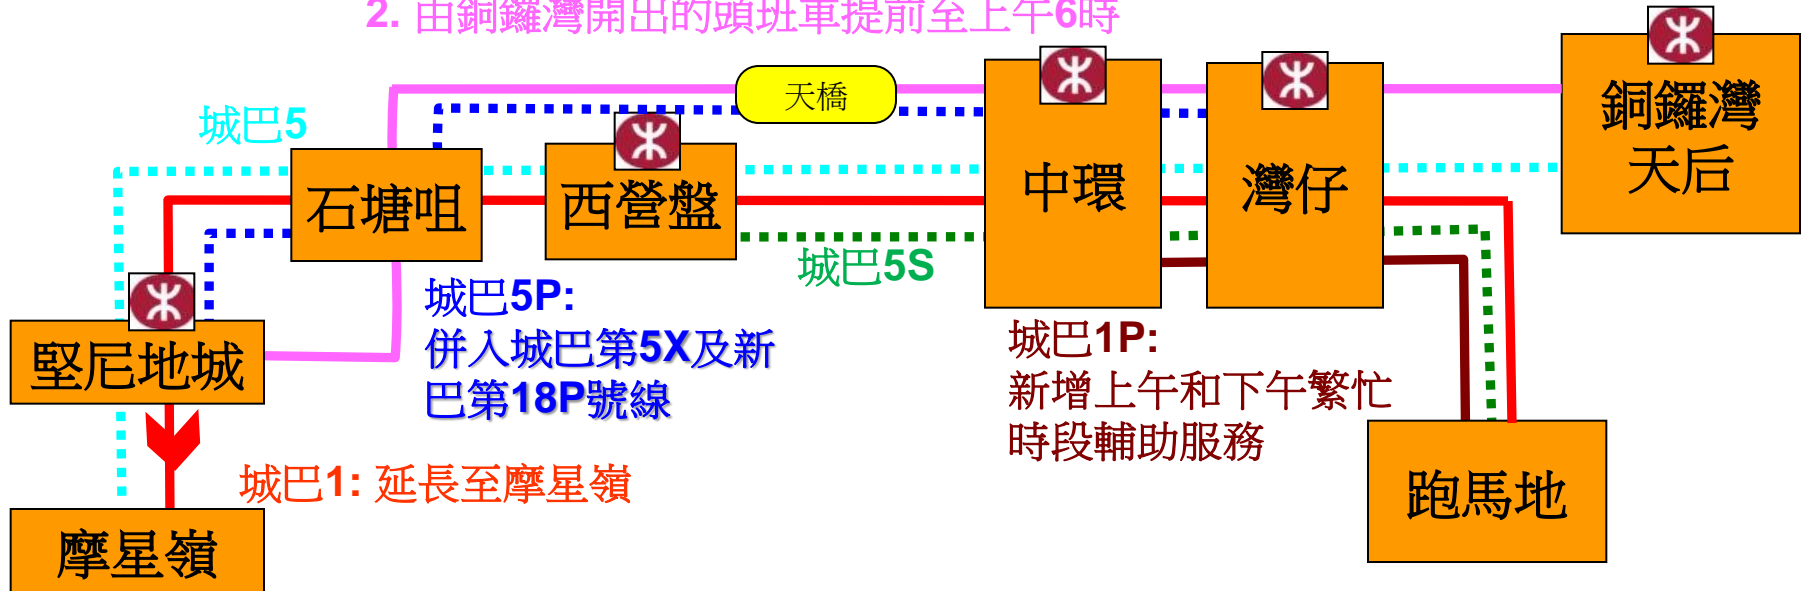 2. 由銅鑼灣開出的頭班車提前至上午6時
天橋
城巴5
銅鑼灣
天后
石塘咀
西營盤
中環
灣仔
城巴5S
城巴5P:
併入城巴第5X及新
巴第18P號線
堅尼地城
城巴1P:
新增上午和下午繁忙
時段輔助服務
城巴1: 延長至摩星嶺
跑馬地
摩星嶺